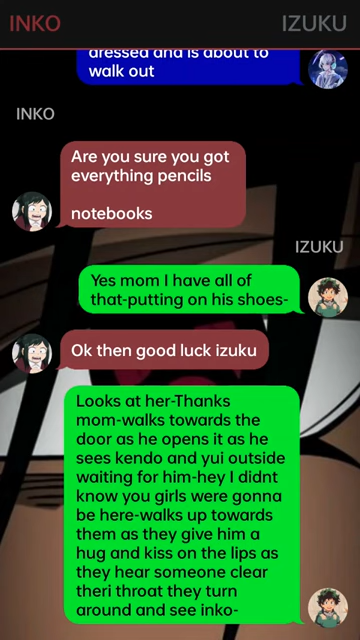 INKO
IZUKU
dressed and is about to
walk out
INKO
Are you sure you got
everything pencils
notebooks
IZUKU
Yes mom I have all of
that-putting on his shoes-
Ok then good luck izuku
Looks at her-Thanks
mom-walks towards the
door as he opens it as he
sees kendo and yui outside
waiting for him-hey I didnt
know you girls were gonna
be here-walks up towards
them as they give him a
hug and kiss on the lips as
they hear someone clear
theri throat they turn
around and see inko-